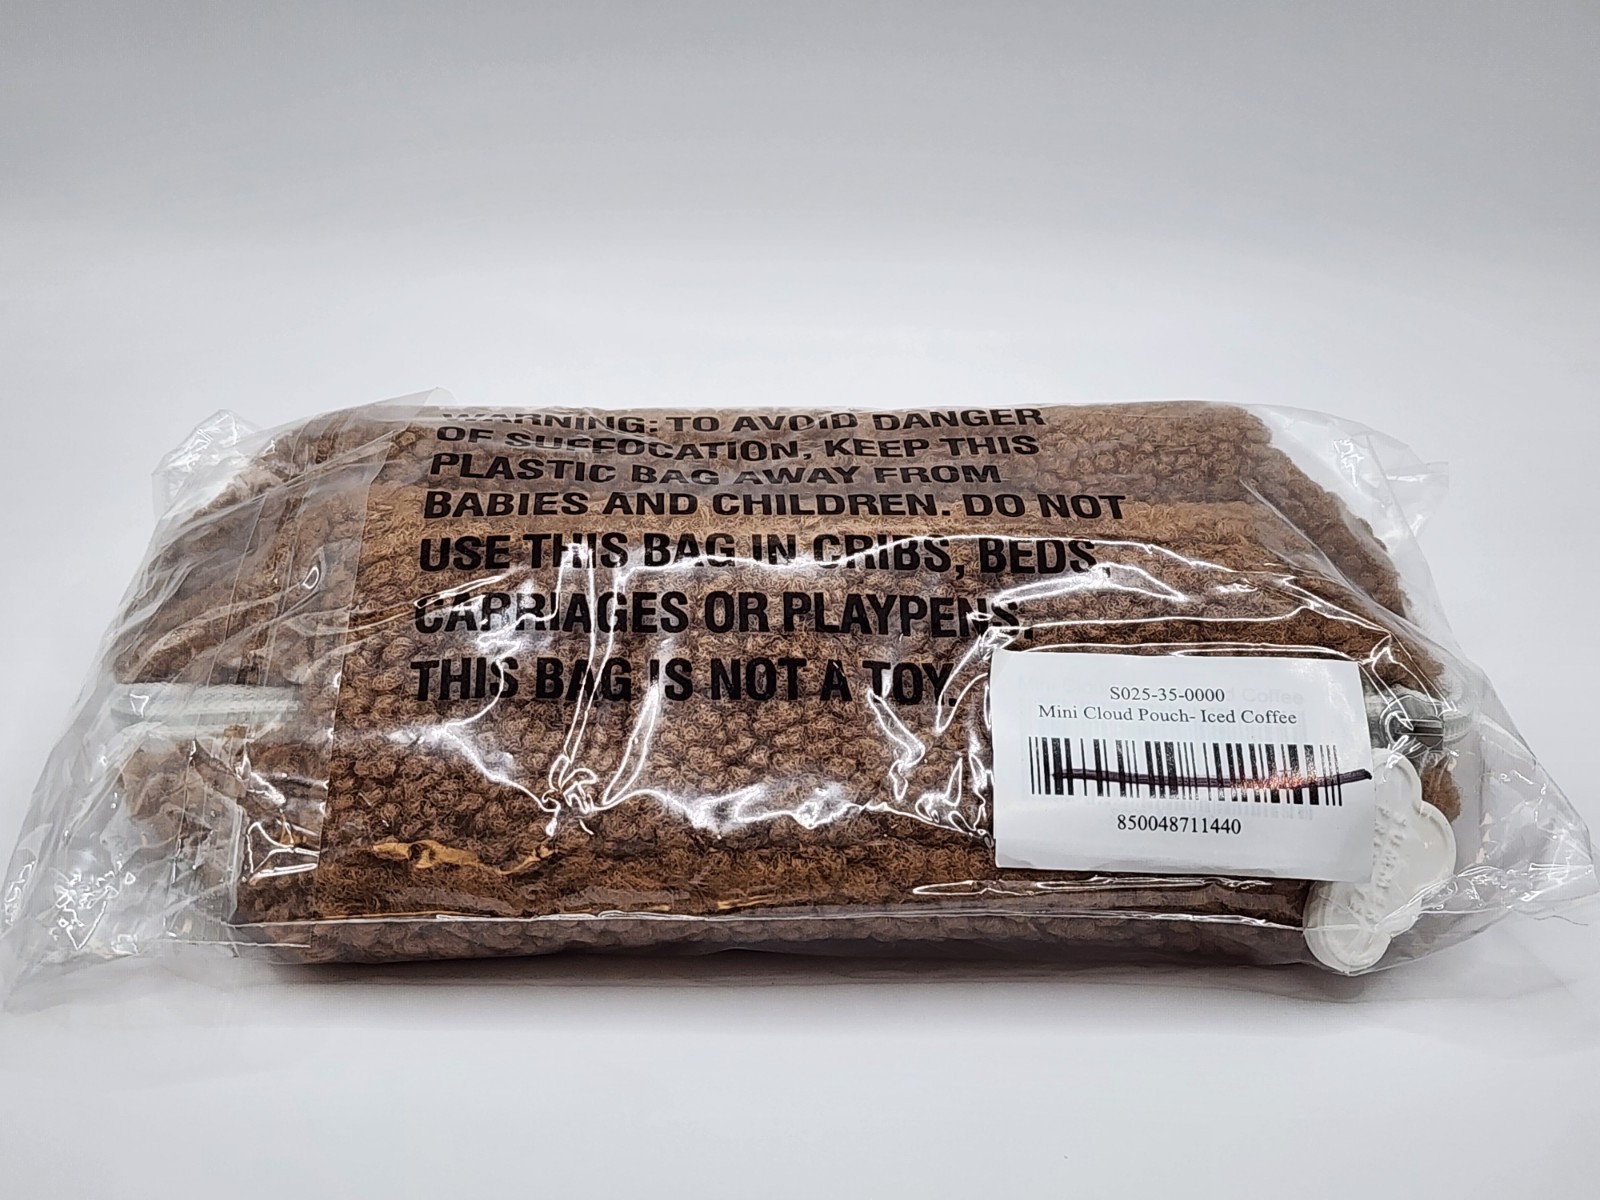 WARNING: TO AVOID DANGER
OF SUFFOCATION, KEEP THIS
PLASTIC BAG AWAY FROM
BABIES AND CHILDREN. DO NOT
USE THIS BAG IN CRIBS, BEDS,
CARRIAGES OR PLAYPENS.
THIS BAG IS NOT A TOY.
S025-35-0000
Mini Cloud Pouch- Iced Coffee
850048711440